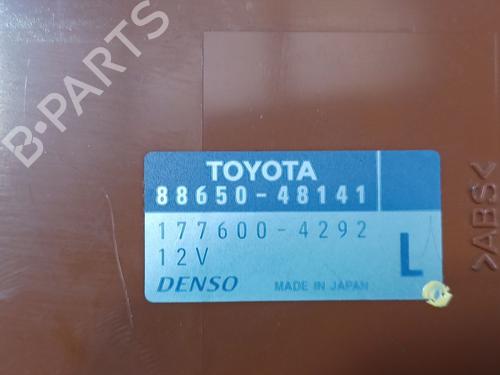 B-PARTS
TOYOTA
88650-48141
177600-4292
12V
L
DENSO
MADE IN JAPAN
>ABS<